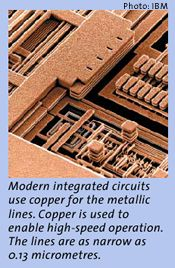 Photo: IBM
Modern integrated circuits
use copper for the metallic
lines. Copper is used to
enable high-speed operation.
The lines are as narrow as
0.13 micrometres.